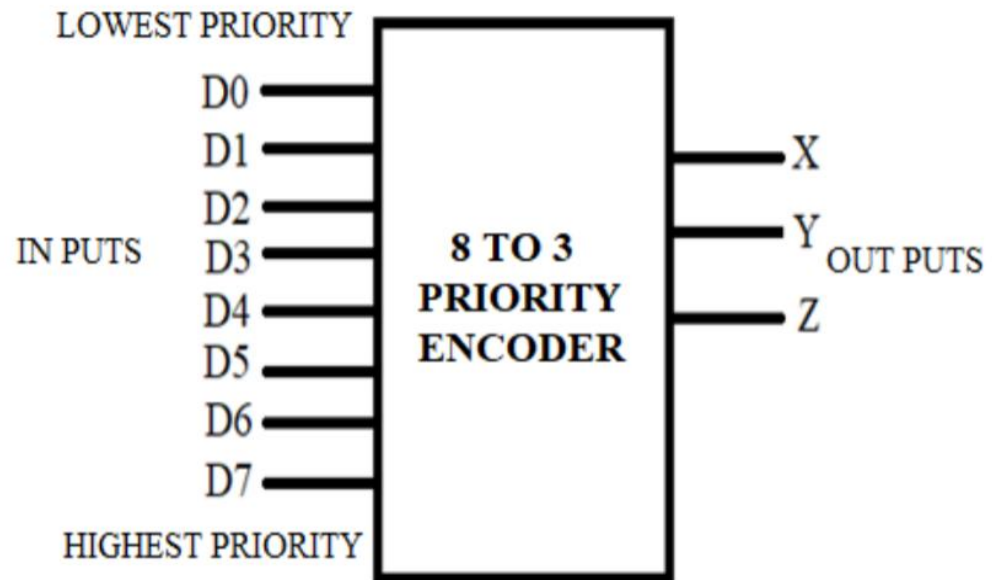 LOWEST PRIORITY
D0
D1
D2
D3
D4
D5
D6
D7
IN PUTS
HIGHEST PRIORITY
8 TO 3
PRIORITY
ENCODER
X
Y
Z
OUT PUTS